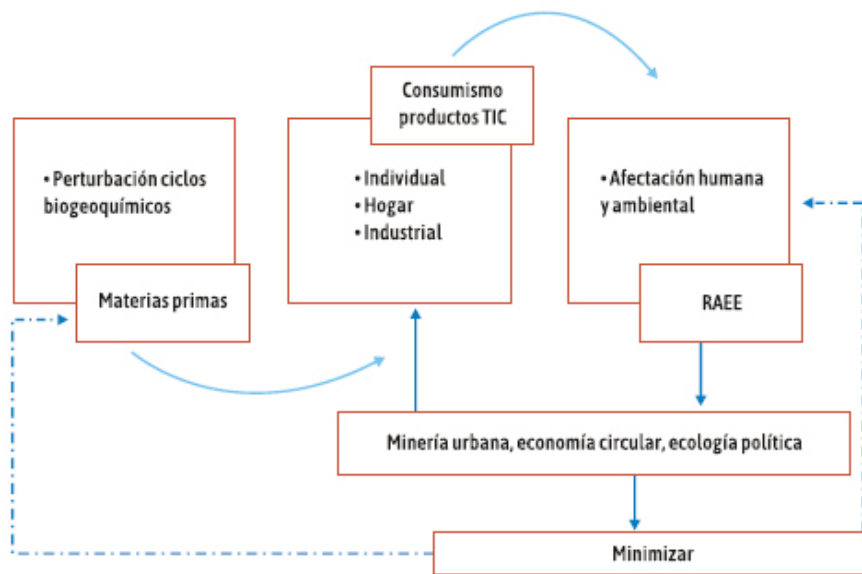 • Perturbación ciclos
biogeoquímicos
Materias primas
Consumismo
productos TIC
• Individual
• Hogar
• Industrial
• Afectación humana
y ambiental
RAEE
Minería urbana, economía circular, ecología política
Minimizar